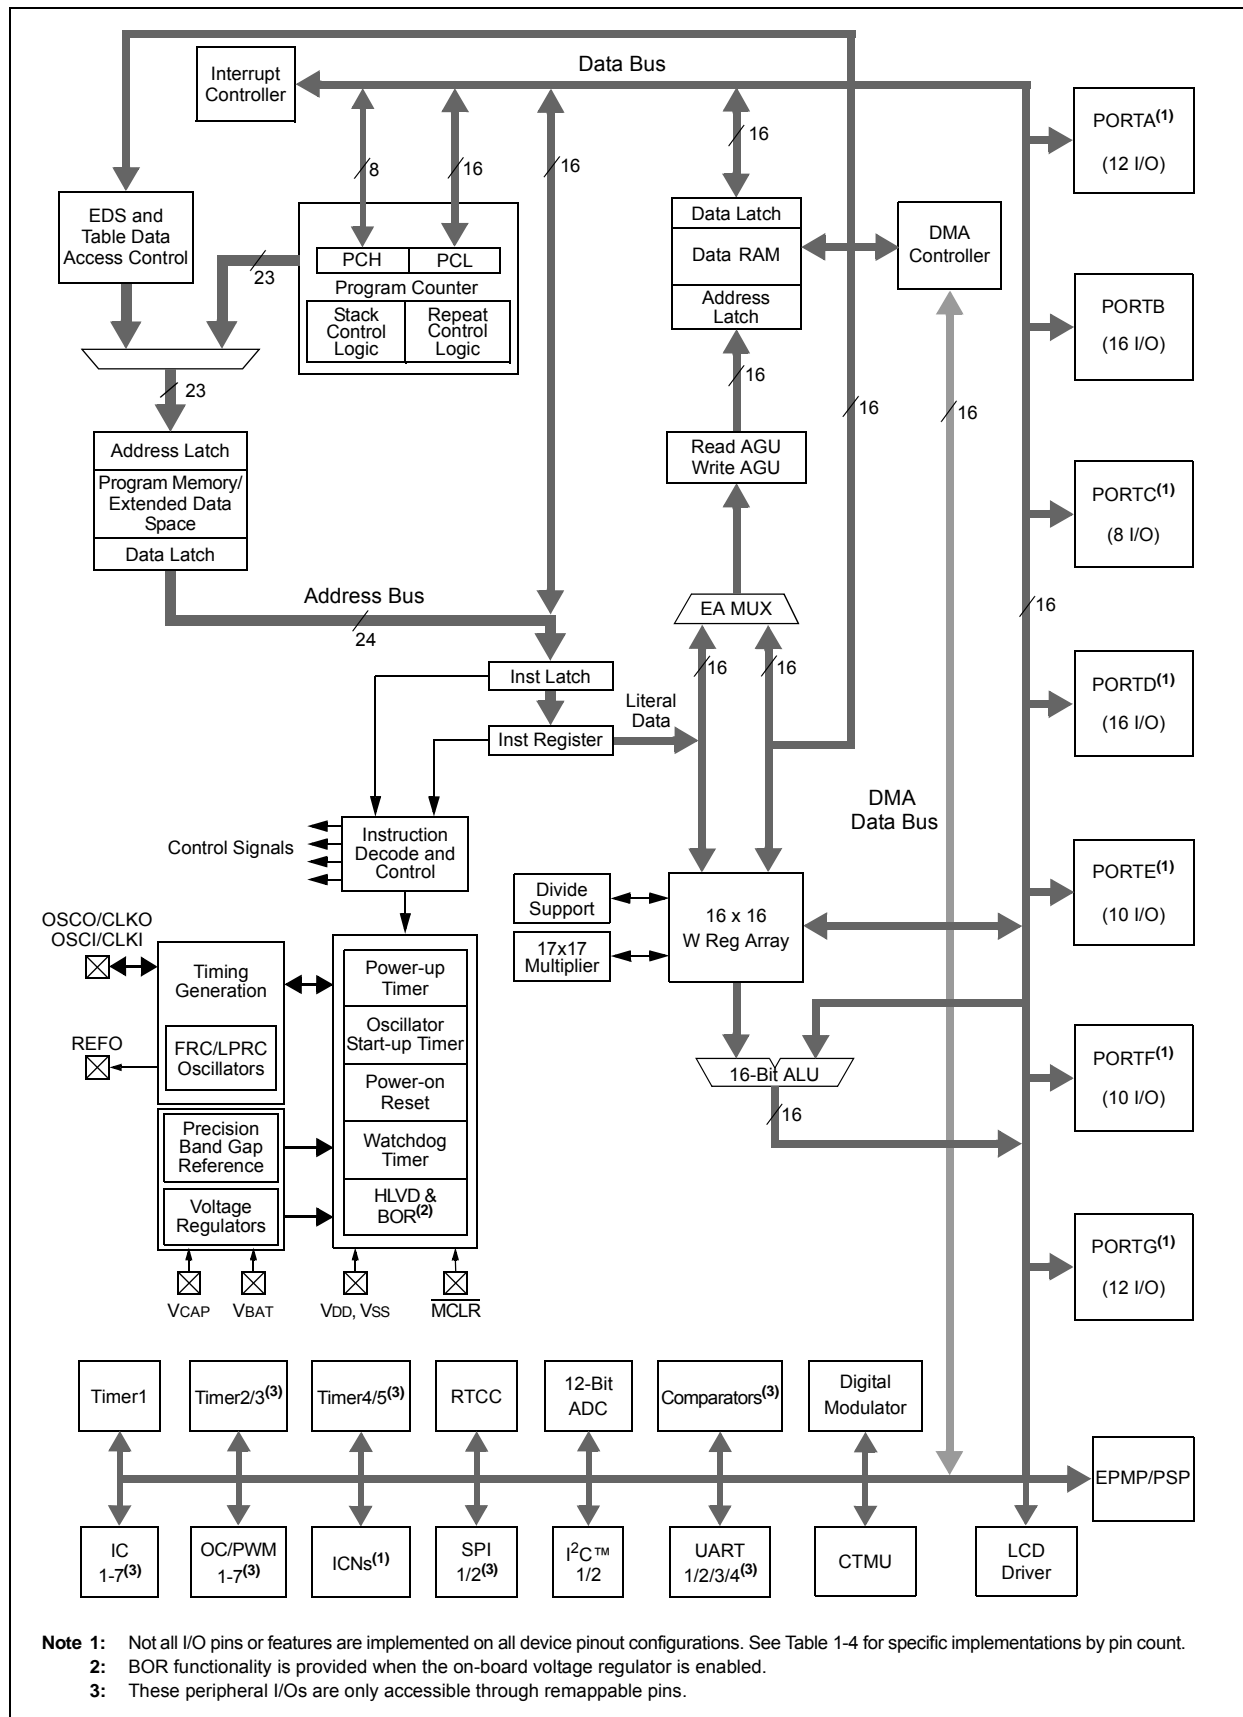 Data Bus
Interrupt
Controller
16
8
16
16
PORTA(1)
(12 I/O)
EDS and
Table Data
Access Control
23
PCH
PCL
Program Counter
Stack
Control
Logic
Repeat
Control
Logic
Data Latch
Data RAM
Address
Latch
DMA
Controller
PORTB
(16 I/O)
23
16
16
16
Address Latch
Program Memory/
Extended Data
Space
Data Latch
Read AGU
Write AGU
PORTC(1)
(8 I/O)
Address Bus
24
EA MUX
16
16
16
Inst Latch
Inst Register
Literal
Data
PORTD(1)
(16 I/O)
DMA
Data Bus
Control Signals
Instruction
Decode and
Control
Divide
Support
17x17
Multiplier
16 x 16
W Reg Array
PORTE(1)
(10 I/O)
OSCO/CLKO
OSCI/CLKI
Timing
Generation
REFO
FRC/LPRC
Oscillators
Power-up
Timer
Oscillator
Start-up Timer
Power-on
Reset
Watchdog
Timer
HLVD &
BOR(2)
16-Bit ALU
16
PORTF(1)
(10 I/O)
Precision
Band Gap
Reference
Voltage
Regulators
VCAP
VBAT
VDD, VSS
MCLR
PORTG(1)
(12 I/O)
Timer1
Timer2/3(3)
Timer4/5(3)
RTCC
12-Bit
ADC
Comparators(3)
Digital
Modulator
EPMP/PSP
IC
1-7(3)
OC/PWM
1-7(3)
ICNs(1)
SPI
1/2(3)
I2C™
1/2
UART
1/2/3/4(3)
CTMU
LCD
Driver
Note 1: Not all I/O pins or features are implemented on all device pinout configurations. See Table 1-4 for specific implementations by pin count.
2: BOR functionality is provided when the on-board voltage regulator is enabled.
3: These peripheral I/Os are only accessible through remappable pins.